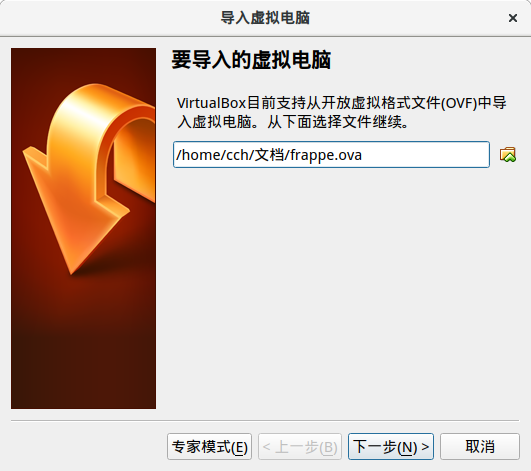 导入虚拟电脑
要导入的虚拟电脑
VirtualBox目前支持从开放虚拟格式文件(OVF)中导
入虚拟电脑。从下面选择文件继续。
/home/cch/文档/frappe.ova
专家模式(E)
< 上一步(B)
下一步(N) >
取消